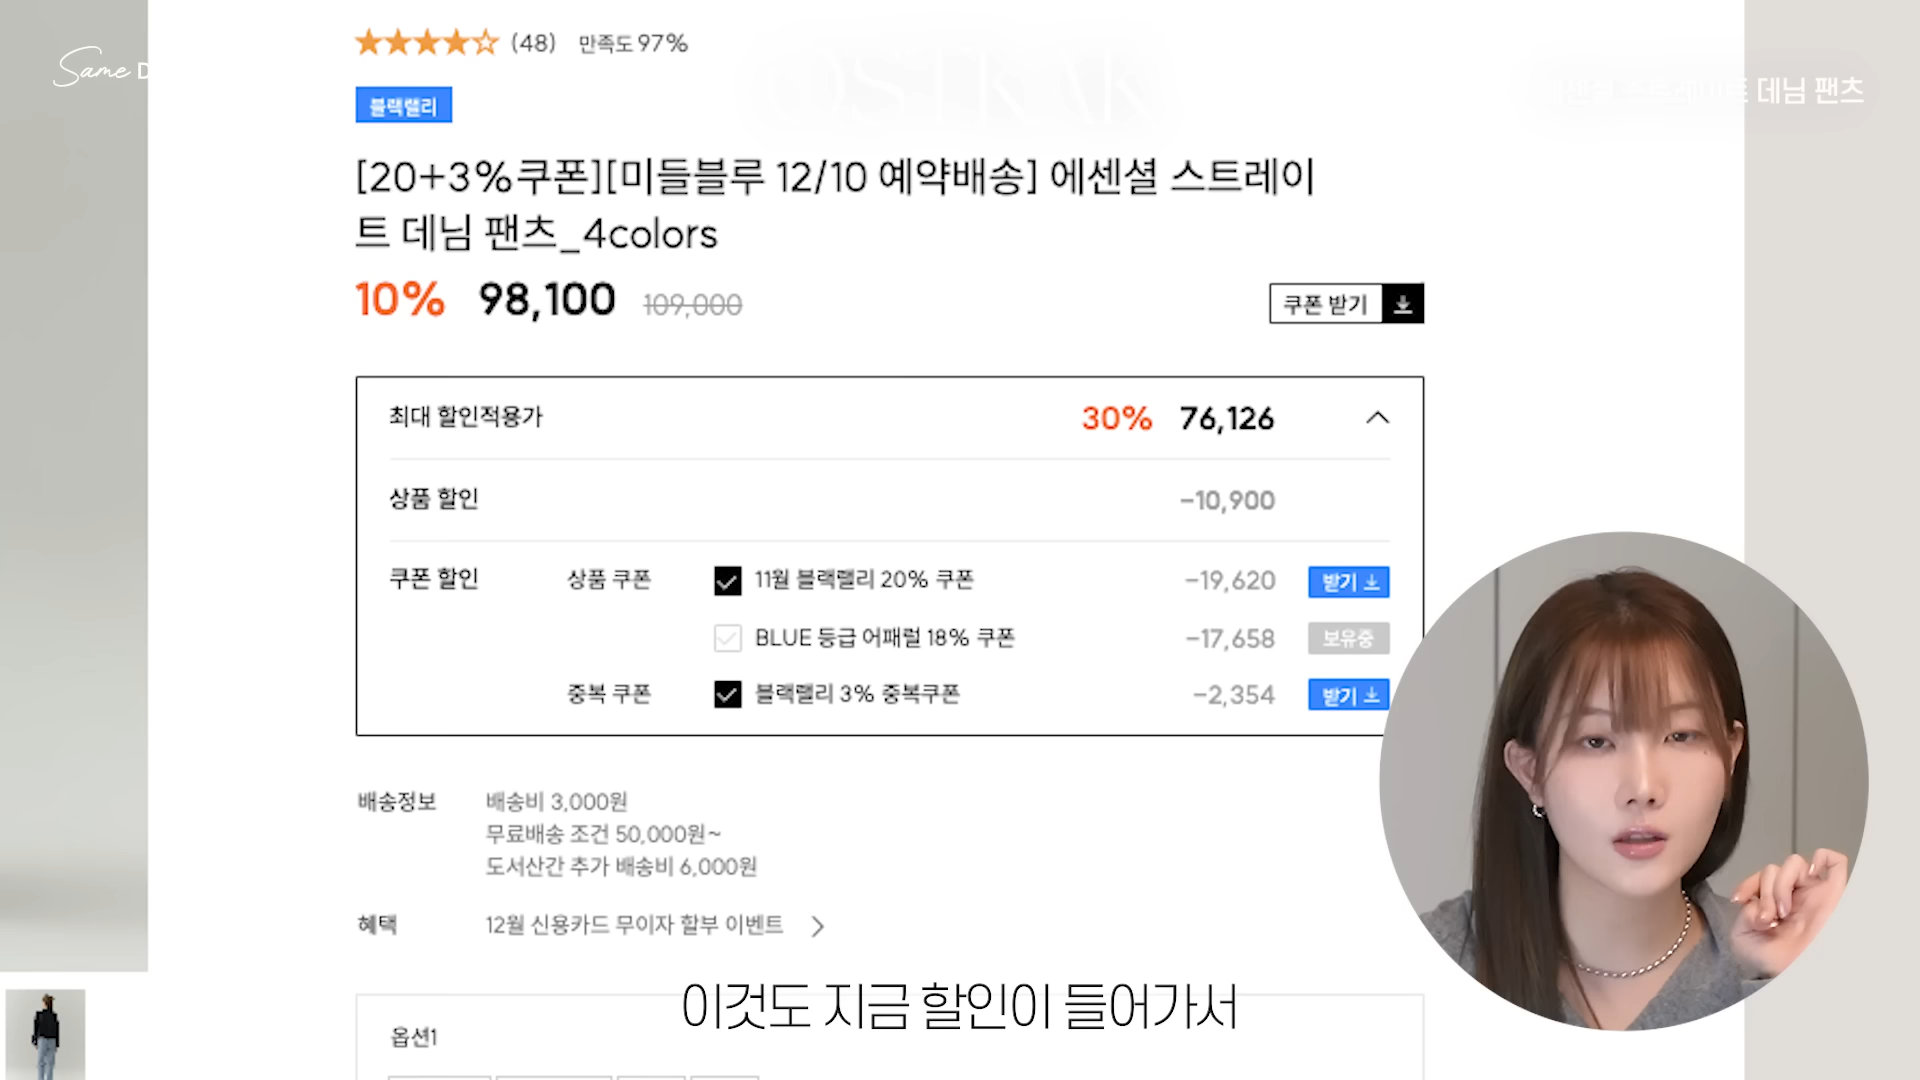 Same D
★★★★☆ (48) 만족도 97%
데님 팬츠
블랙랠리
[20+3%쿠폰][미들블루 12/10 예약배송] 에센셜 스트레이
트 데님 팬츠_4colors
10% 98,100 109,000
쿠폰 받기
최대 할인적용가 30% 76,126
상품 할인 -10,900
쿠폰 할인 상품 쿠폰 11월 블랙랠리 20% 쿠폰 -19,620 받기
BLUE 등급 어패럴 18% 쿠폰 -17,658 보유중
중복 쿠폰 블랙랠리 3% 중복쿠폰 -2,354 받기
배송정보 배송비 3,000원
무료배송 조건 50,000원~
도서산간 추가 배송비 6,000원
혜택 12월 신용카드 무이자 할부 이벤트
이것도 지금 할인이 들어가서
옵션1